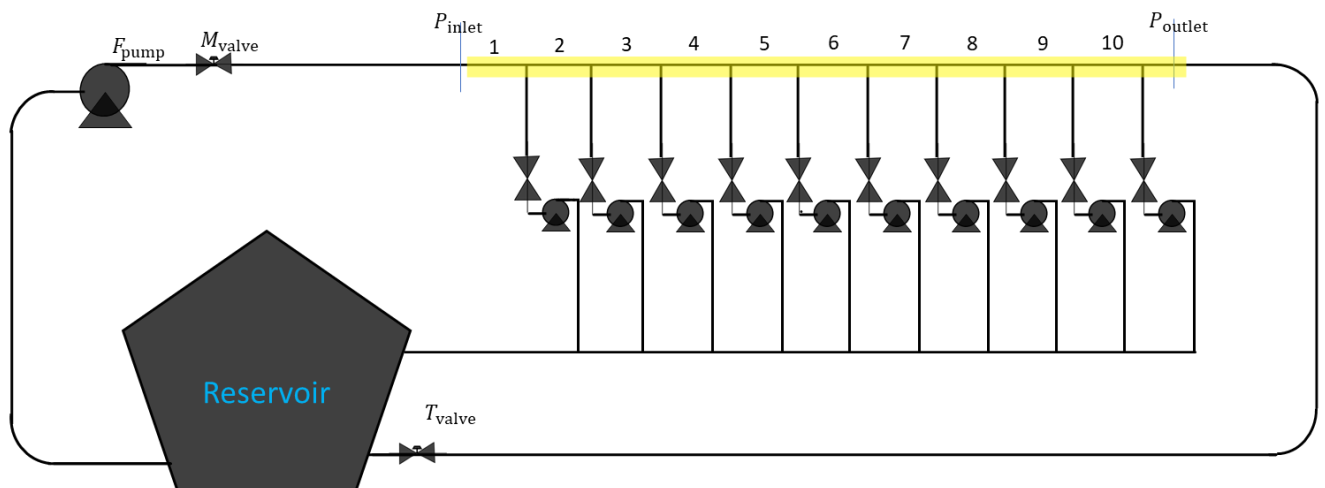 P_inlet
P_outlet
F_pump
M_valve
1 2 3 4 5 6 7 8 9 10
Reservoir
T_valve